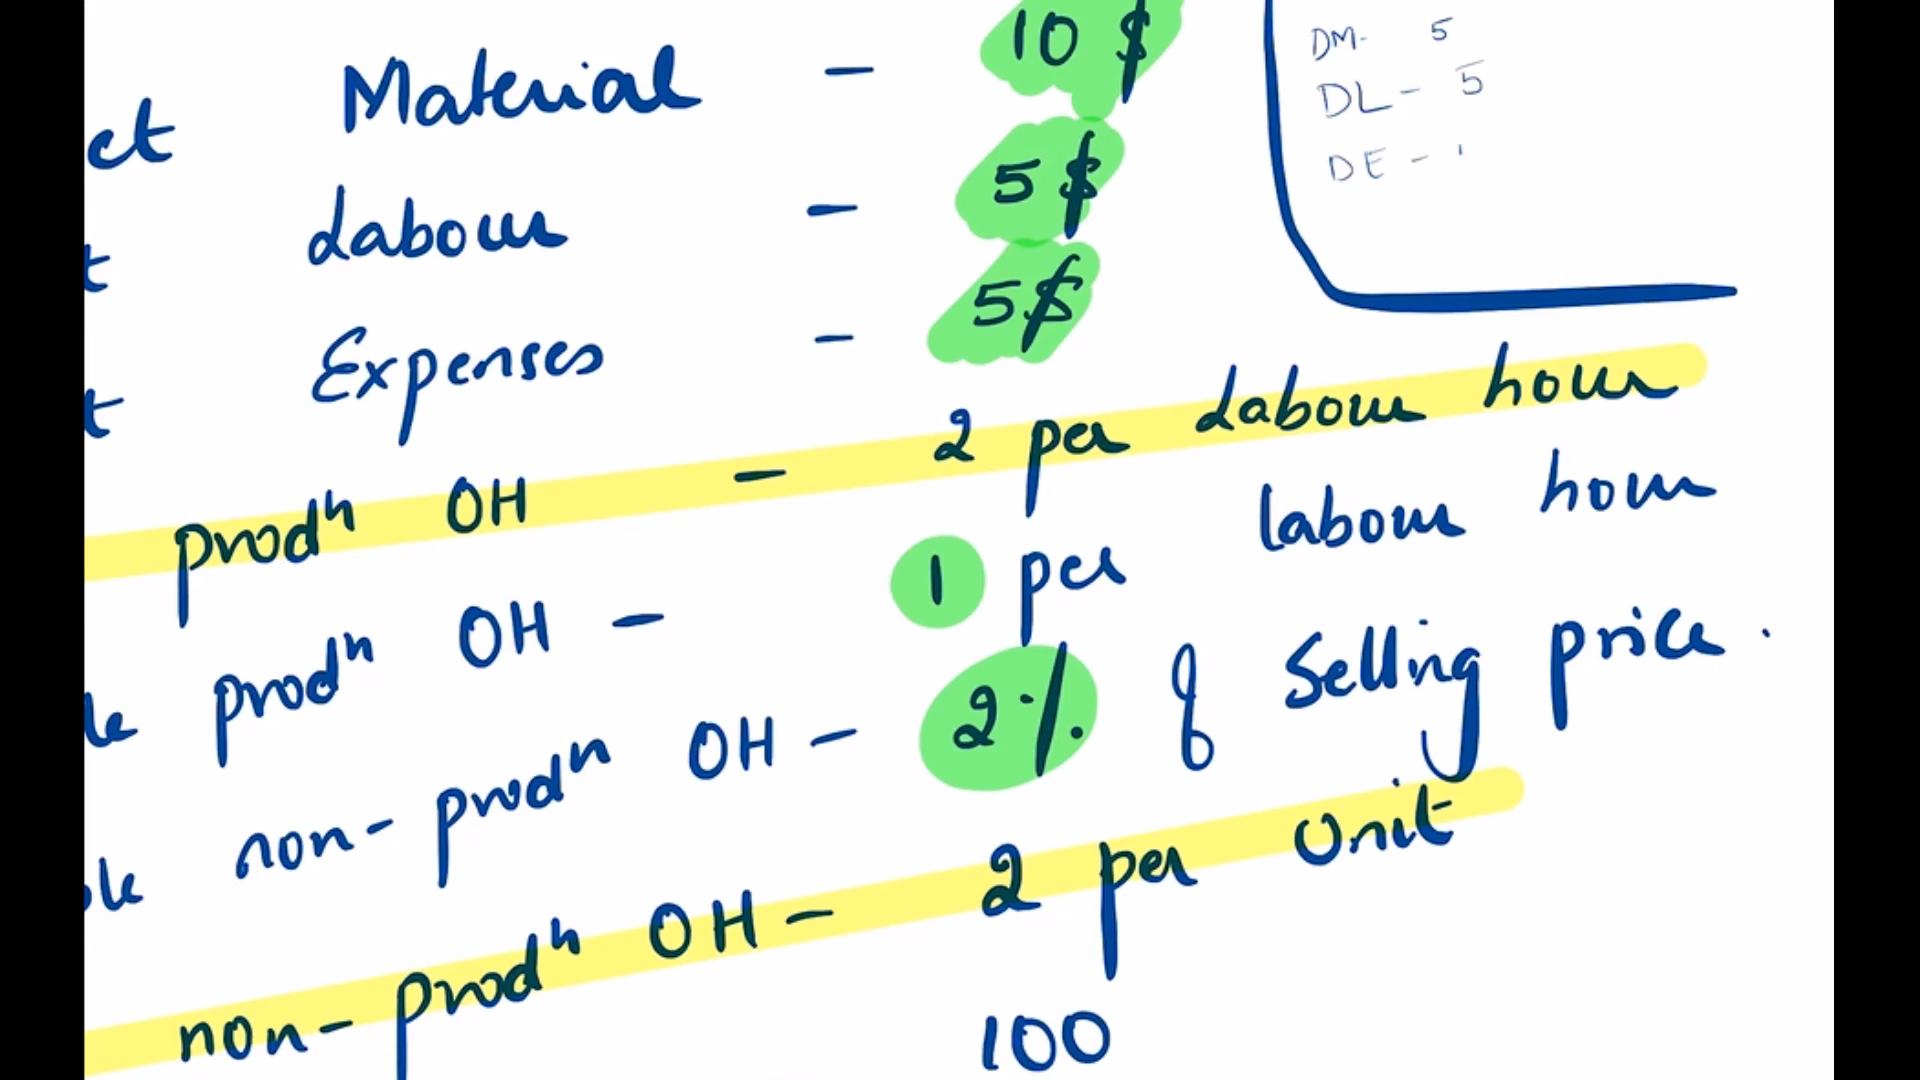 ct Material - 10 $
t Labour - 5 $
t Expenses - 5 $
prodⁿ OH - 2 per Labour hour
le prodⁿ OH - 1 per labour hour
ble non-prodⁿ OH - 2% of Selling price.
non-prodⁿ OH - 2 per Unit
100
DM- 5
DL- 5
DE-